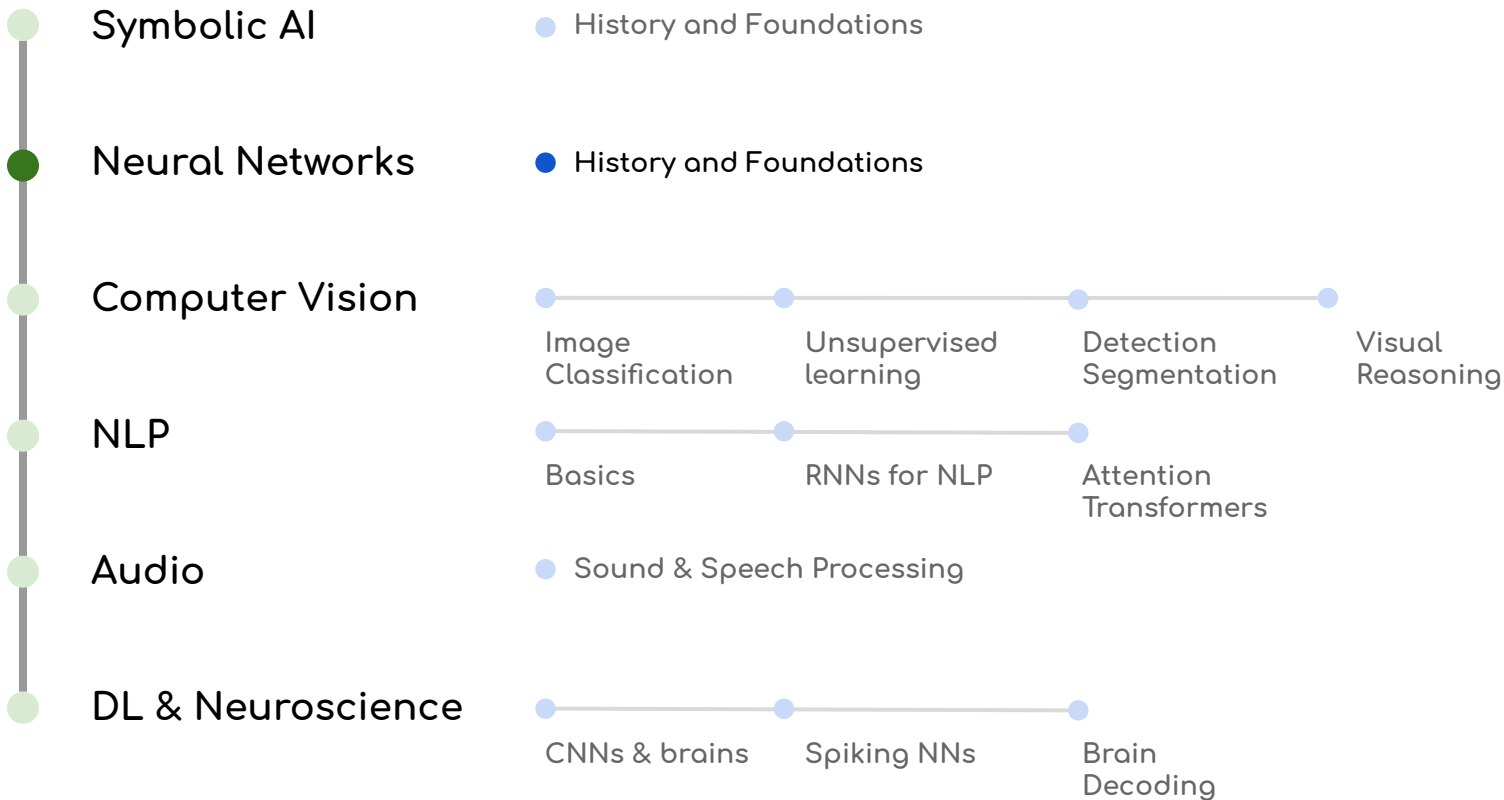 Symbolic AI
History and Foundations
Neural Networks
History and Foundations
Computer Vision
Image
Classification
Unsupervised
learning
Detection
Segmentation
Visual
Reasoning
NLP
Basics
RNNs for NLP
Attention
Transformers
Audio
Sound & Speech Processing
DL & Neuroscience
CNNs & brains
Spiking NNs
Brain
Decoding